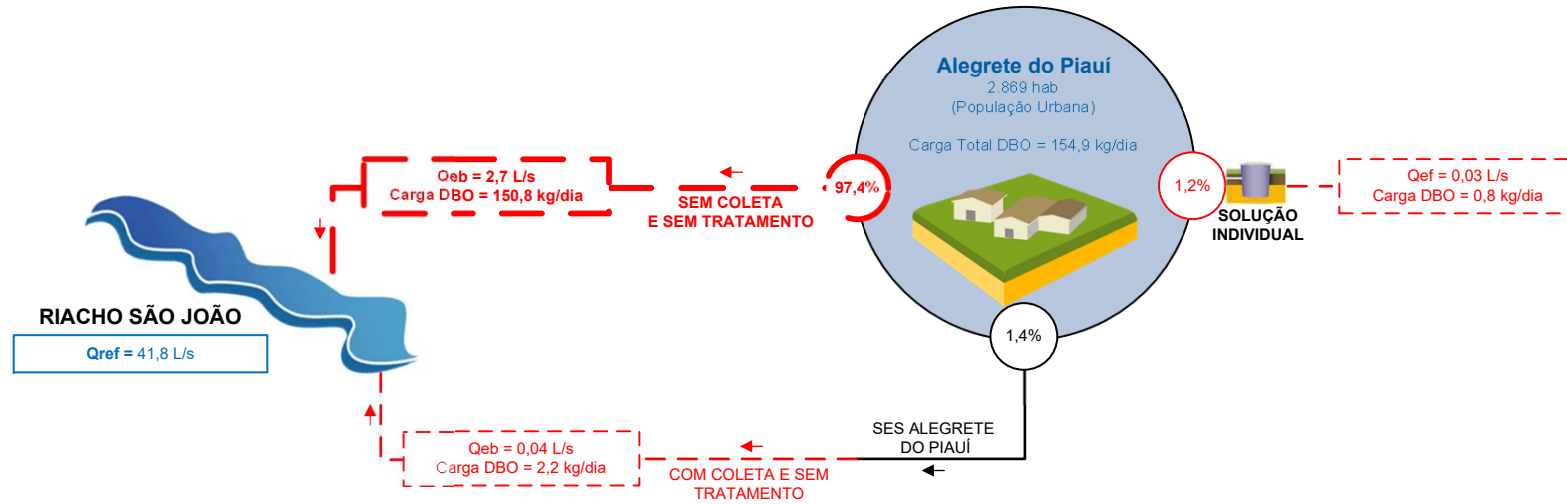 Alegrete do Piauí
2.869 hab
(População Urbana)
Carga Total DBO = 154,9 kg/dia
97,4%
Qeb = 2,7 L/s
Carga DBO = 150,8 kg/dia
SEM COLETA
E SEM TRATAMENTO
1,2%
SOLUÇÃO
INDIVIDUAL
Qef = 0,03 L/s
Carga DBO = 0,8 kg/dia
RIACHO SÃO JOÃO
Qref = 41,8 L/s
1,4%
SES ALEGRETE
DO PIAUÍ
COM COLETA E SEM
TRATAMENTO
Qeb = 0,04 L/s
Carga DBO = 2,2 kg/dia